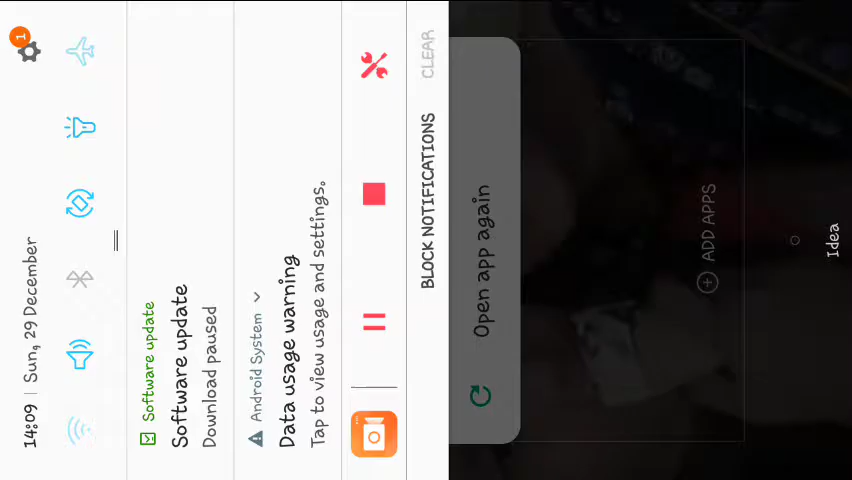 14:09 | Sun, 29 December
1
Software update
Software update
Download paused
Android System
Data usage warning
Tap to view usage and settings.
BLOCK NOTIFICATIONS
CLEAR
Open app again
ADD APPS
Idea